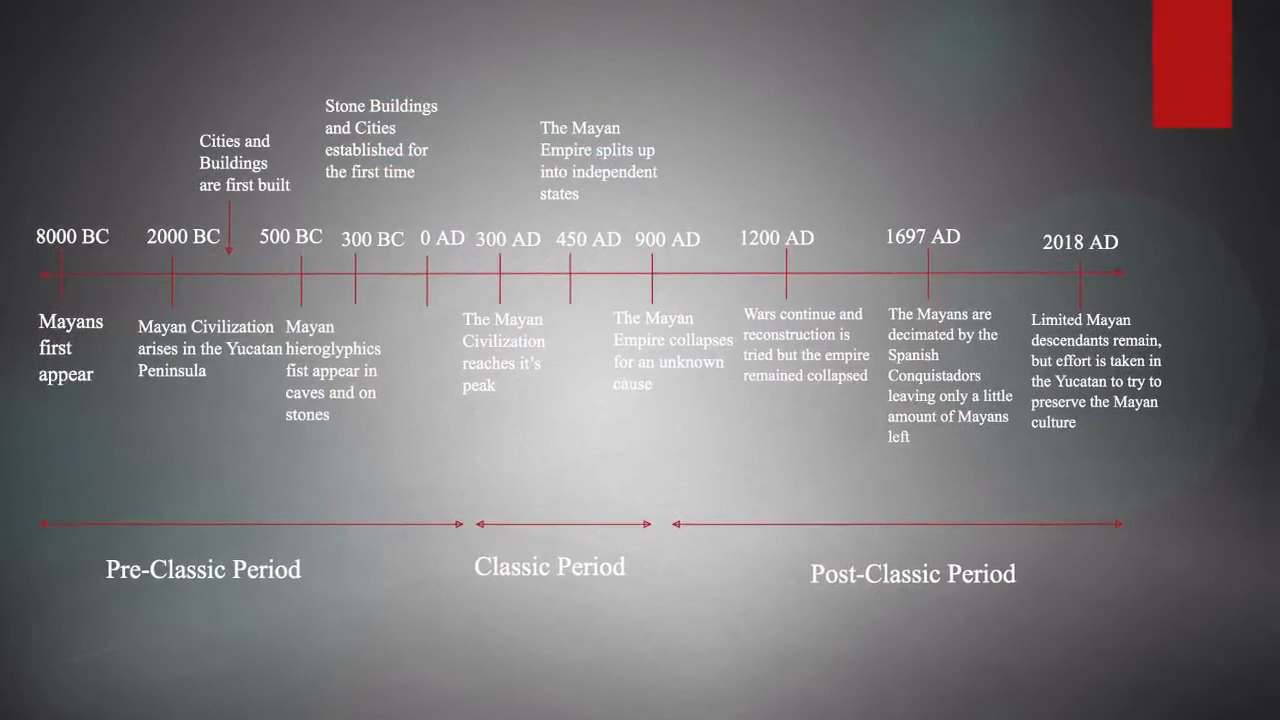 Stone Buildings
and Cities
established for
the first time
The Mayan
Empire splits up
into independent
states
Cities and
Buildings
are first built
8000 BC
2000 BC
500 BC
300 BC
0 AD
300 AD
450 AD
900 AD
1200 AD
1697 AD
2018 AD
Mayans
first
appear
Mayan Civilization
arises in the Yucatan
Peninsula
Mayan
hieroglyphics
fist appear in
caves and on
stones
The Mayan
Civilization
reaches it's
peak
The Mayan
Empire collapses
for an unknown
cause
Wars continue and
reconstruction is
tried but the empire
remained collapsed
The Mayans are
decimated by the
Spanish
Conquistadors
leaving only a little
amount of Mayans
left
Limited Mayan
descendants remain,
but effort is taken in
the Yucatan to try to
preserve the Mayan
culture
Pre-Classic Period
Classic Period
Post-Classic Period